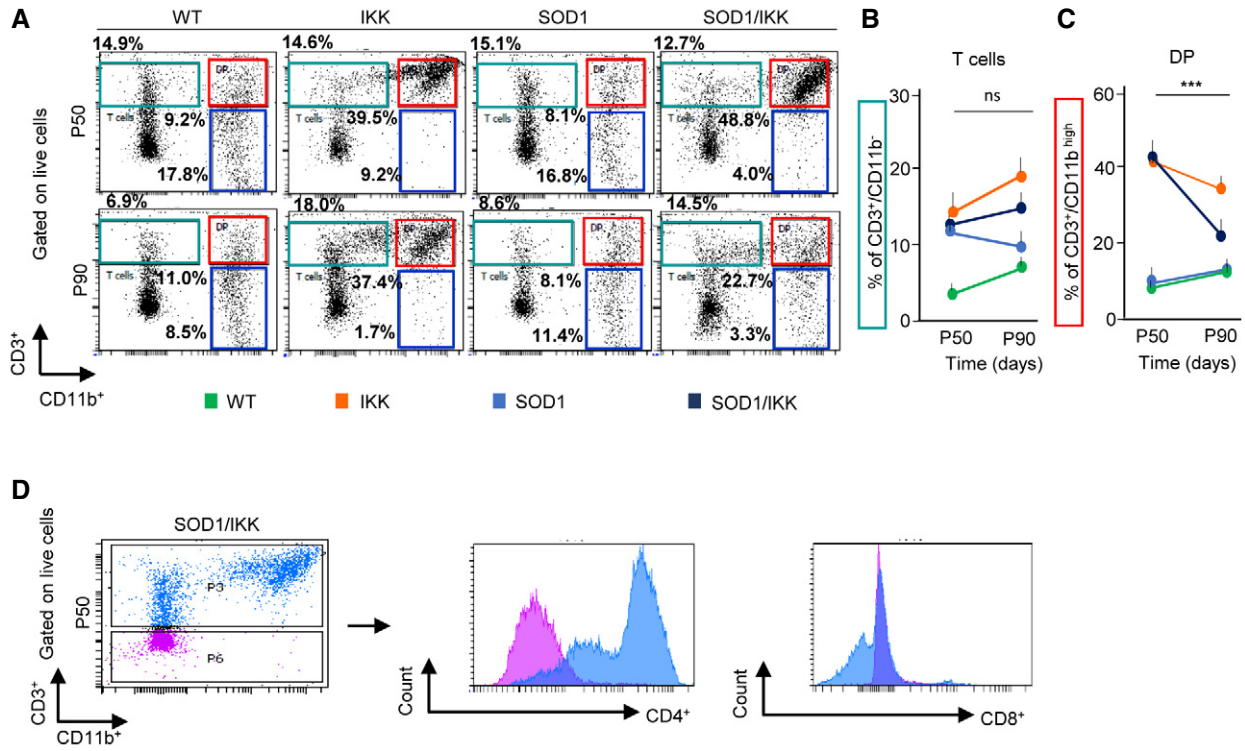 A
WT IKK SOD1 SOD1/IKK
14.9% 14.6% 15.1% 12.7%
DP DP DP DP
T cells T cells T cells T cells
9.2% 39.5% 8.1% 48.8%
17.8% 9.2% 16.8% 4.0%
6.9% 18.0% 8.6% 14.5%
DP DP DP DP
T cells T cells T cells T cells
11.0% 37.4% 8.1% 22.7%
8.5% 1.7% 11.4% 3.3%
Gated on live cells
P50
P90
CD3+
CD11b+
WT IKK SOD1 SOD1/IKK
B
T cells
ns
% of CD3+/CD11b-
30
20
10
0
P50 P90
Time (days)
C
DP
***
% of CD3+/CD11b high
60
40
20
0
P50 P90
Time (days)
D
SOD1/IKK
Gated on live cells
P50
P3
P6
CD3+
CD11b+
Count
CD4+
Count
CD8+